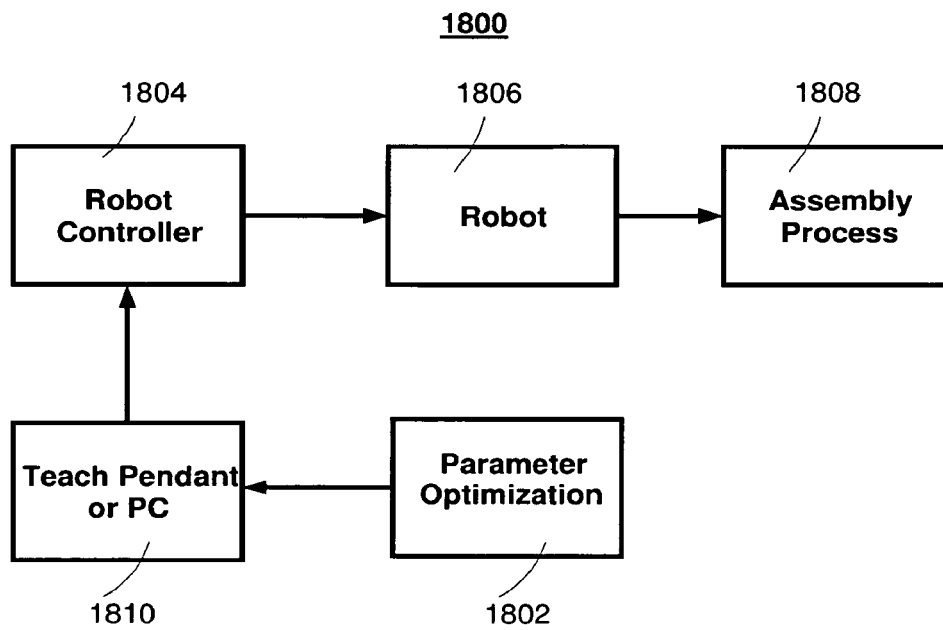 1800
1804
1806
1808
Robot
Controller
Robot
Assembly
Process
Teach Pendant
or PC
Parameter
Optimization
1810
1802